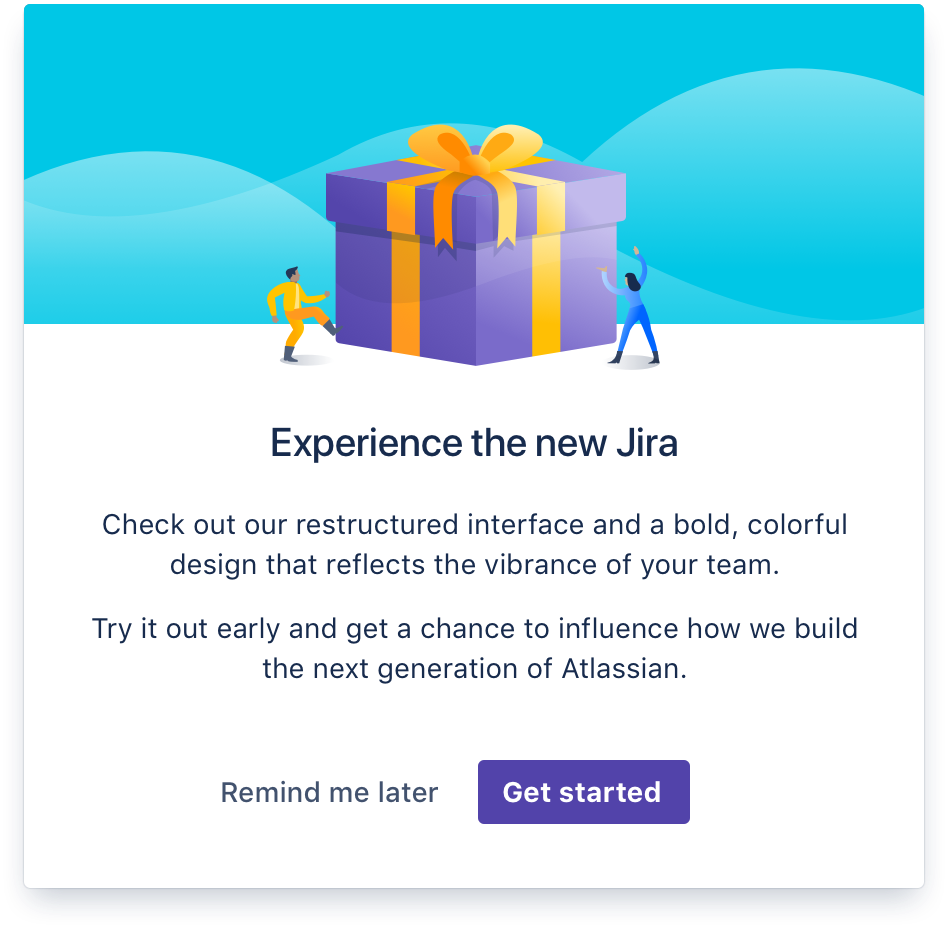 Experience the new Jira
Check out our restructured interface and a bold, colorful
design that reflects the vibrance of your team.
Try it out early and get a chance to influence how we build
the next generation of Atlassian.
Remind me later
Get started